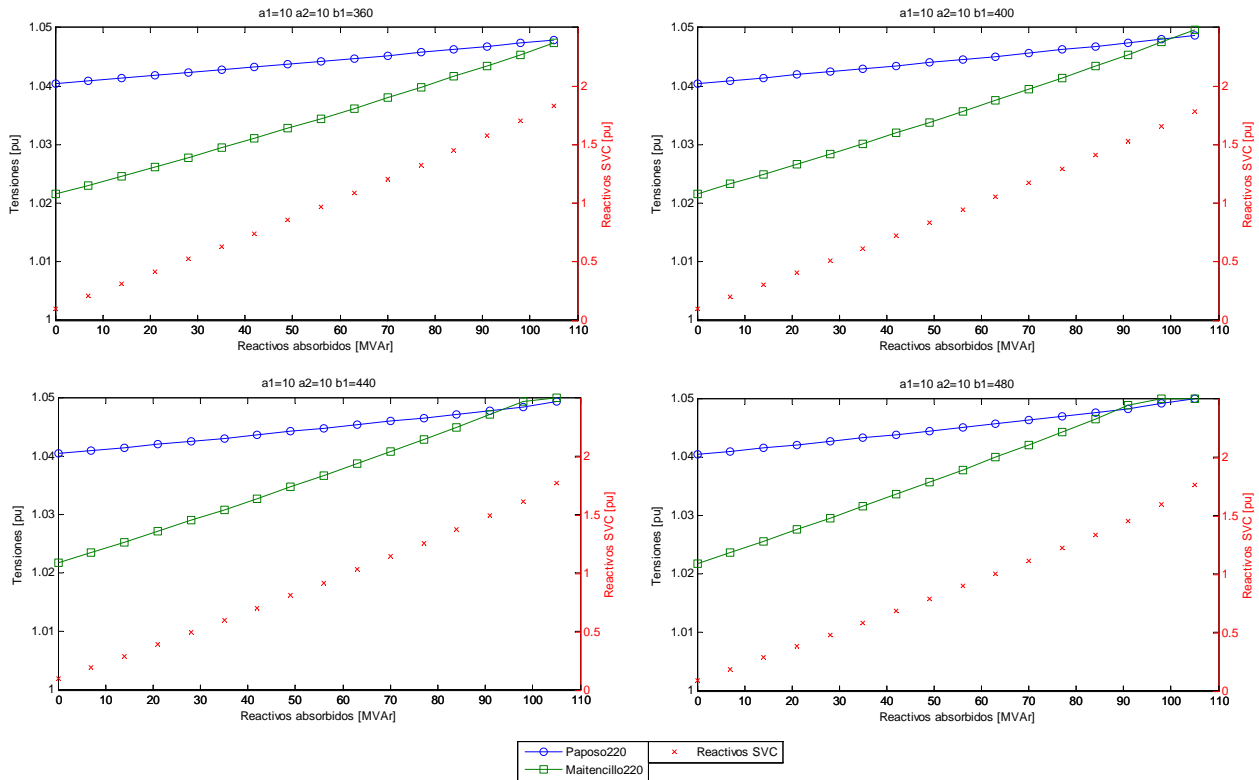 a1=10 a2=10 b1=360
1.05
1.04
1.03
1.02
1.01
1
Tensiones [pu]
2
1.5
1
0.5
0
Reactivos SVC [pu]
0 10 20 30 40 50 60 70 80 90 100 110
Reactivos absorbidos [MVAr]
a1=10 a2=10 b1=400
1.05
1.04
1.03
1.02
1.01
1
Tensiones [pu]
2
1.5
1
0.5
0
Reactivos SVC [pu]
0 10 20 30 40 50 60 70 80 90 100 110
Reactivos absorbidos [MVAr]
a1=10 a2=10 b1=440
1.05
1.04
1.03
1.02
1.01
1
Tensiones [pu]
2
1.5
1
0.5
0
Reactivos SVC [pu]
0 10 20 30 40 50 60 70 80 90 100 110
Reactivos absorbidos [MVAr]
a1=10 a2=10 b1=480
1.05
1.04
1.03
1.02
1.01
1
Tensiones [pu]
2
1.5
1
0.5
0
Reactivos SVC [pu]
0 10 20 30 40 50 60 70 80 90 100 110
Reactivos absorbidos [MVAr]
Paposo220
Maitencillo220
Reactivos SVC